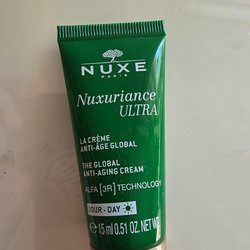 NUXE
PARIS
Nuxuriance
ULTRA
LA CRÈME
ANTI-ÂGE GLOBAL
THE GLOBAL
ANTI-AGING CREAM
ALFA [3R] TECHNOLOGY
JOUR - DAY
℮ 15 ml 0.51 OZ. NET WT.